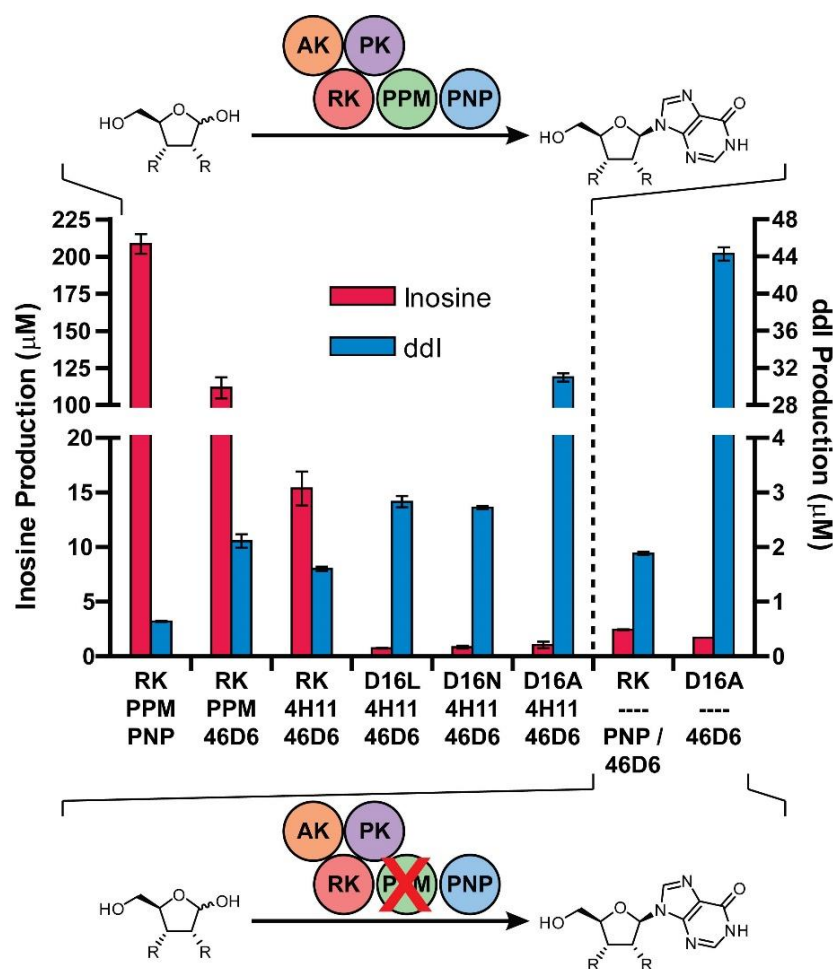 AK PK
RK PPM PNP
HO O OH
R R
HO O N N N N O NH
R R
Inosine Production (µM)
225
200
175
150
125
100
20
15
10
5
0
Inosine
ddI
ddI Production (µM)
48
44
40
36
32
28
4
3
2
1
0
RK
PPM
PNP
RK
PPM
46D6
RK
4H11
46D6
D16L
4H11
46D6
D16N
4H11
46D6
D16A
4H11
46D6
RK
----
PNP /
46D6
D16A
----
46D6
AK PK
RK PPM PNP
HO O OH
R R
HO O N N N N O NH
R R